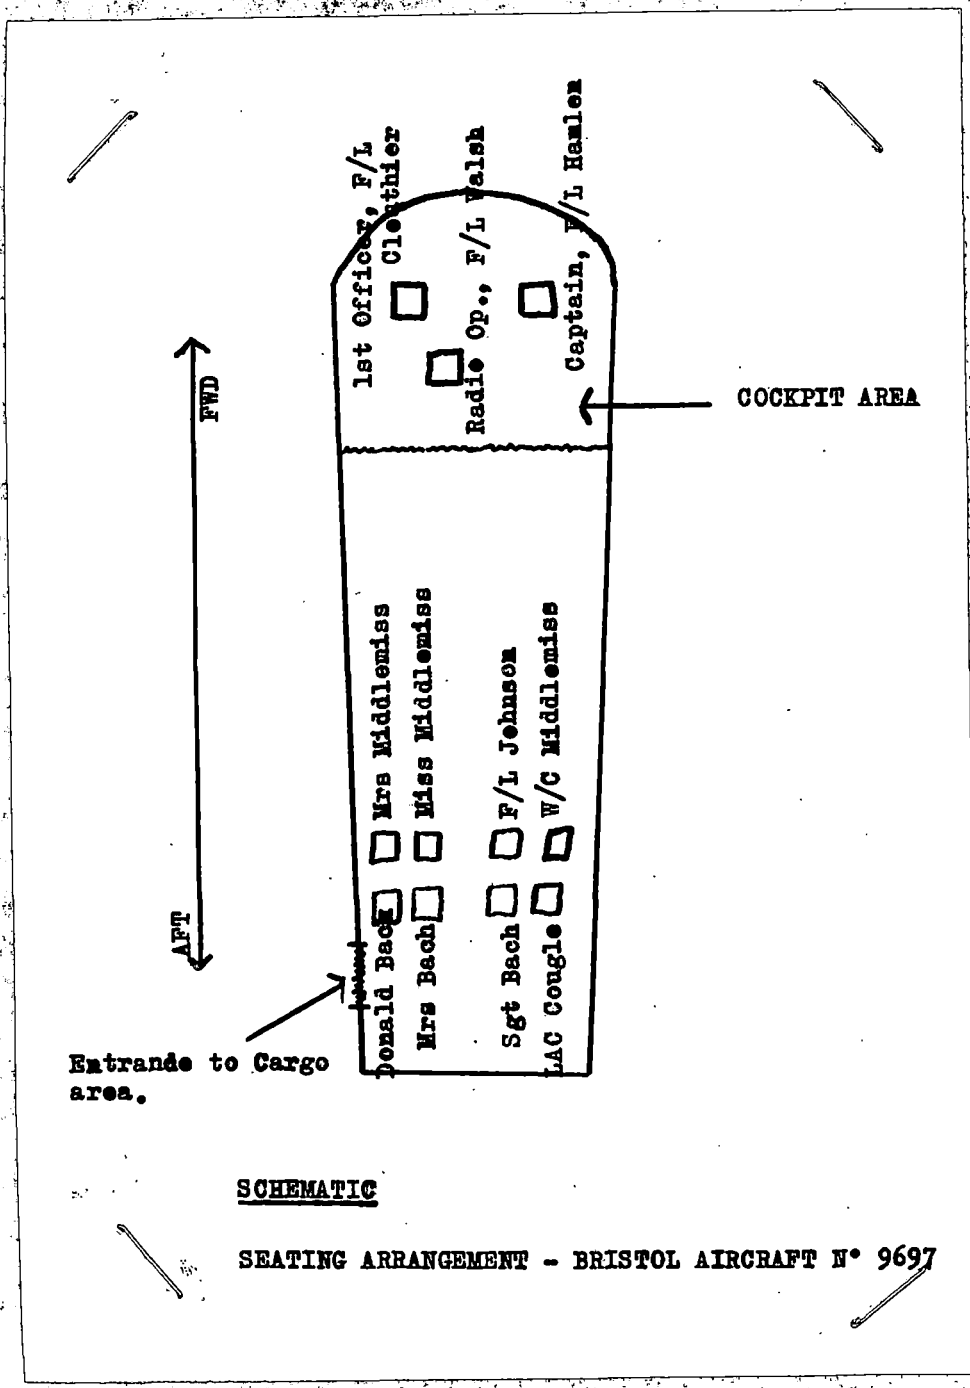 1st Officer, F/L
Clouthier
Radio Op., F/L Walsh
Captain, F/L Hamlen
FWD
COCKPIT AREA
Mrs Middlemiss
Miss Middlemiss
F/L Johnson
W/C Middlemiss
AFT
Donald Bach
Mrs Bach
Sgt Bach
LAC Cougle
Entrande to Cargo
area.
SCHEMATIC
SEATING ARRANGEMENT - BRISTOL AIRCRAFT N° 9697